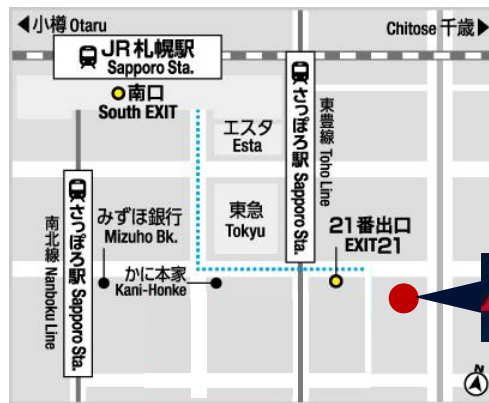 ◀小樽 Otaru
Chitose 千歳▶
JR札幌駅
Sapporo Sta.
南口
South EXIT
さっぽろ駅 Sapporo Sta.
東豊線 Toho Line
エスタ
Esta
東急
Tokyu
21番出口
EXIT21
さっぽろ駅 Sapporo Sta.
南北線 Nanboku Line
みずほ銀行
Mizuho Bk.
かに本家
Kani-Honke
N